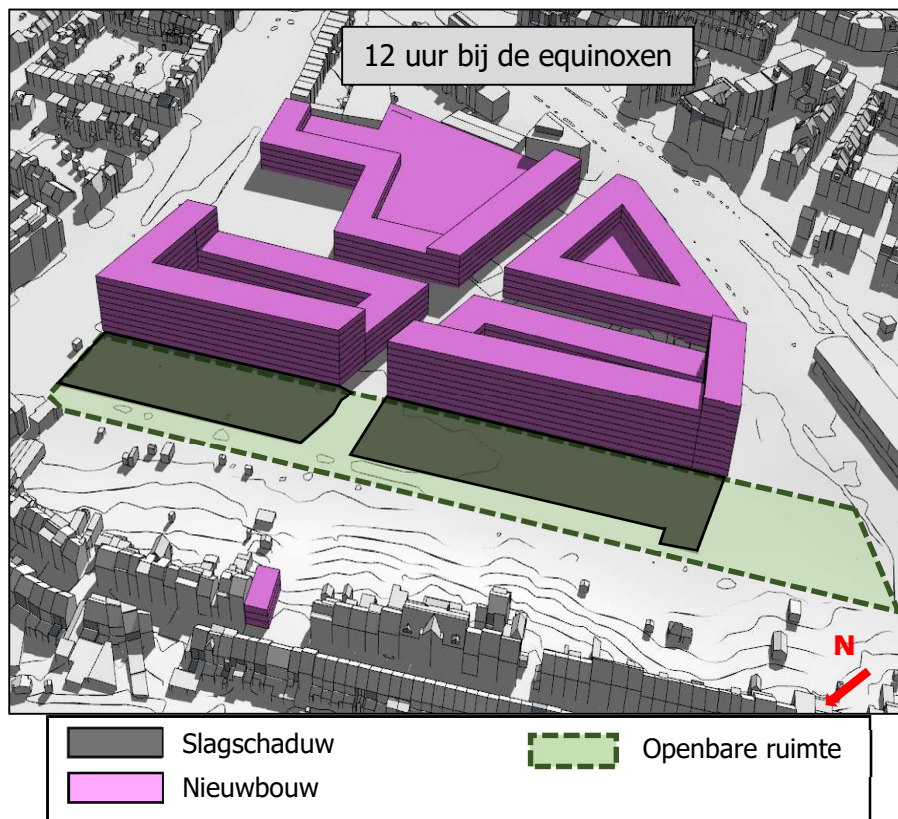 12 uur bij de equinoxen
N
Slagschaduw
Openbare ruimte
Nieuwbouw